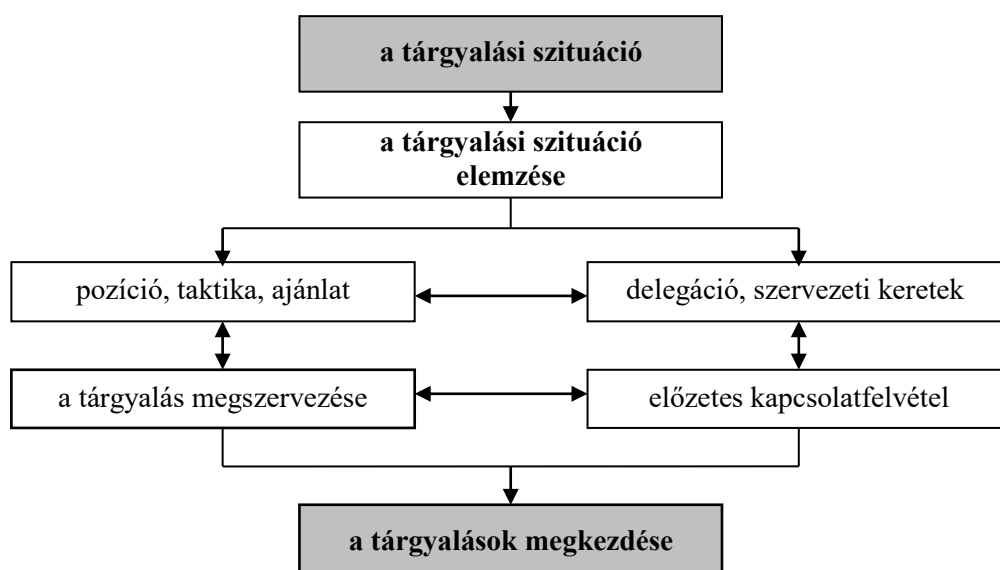 a tárgyalási szituáció
a tárgyalási szituáció
elemzése
pozíció, taktika, ajánlat
delegáció, szervezeti keretek
a tárgyalás megszervezése
előzetes kapcsolatfelvétel
a tárgyalások megkezdése